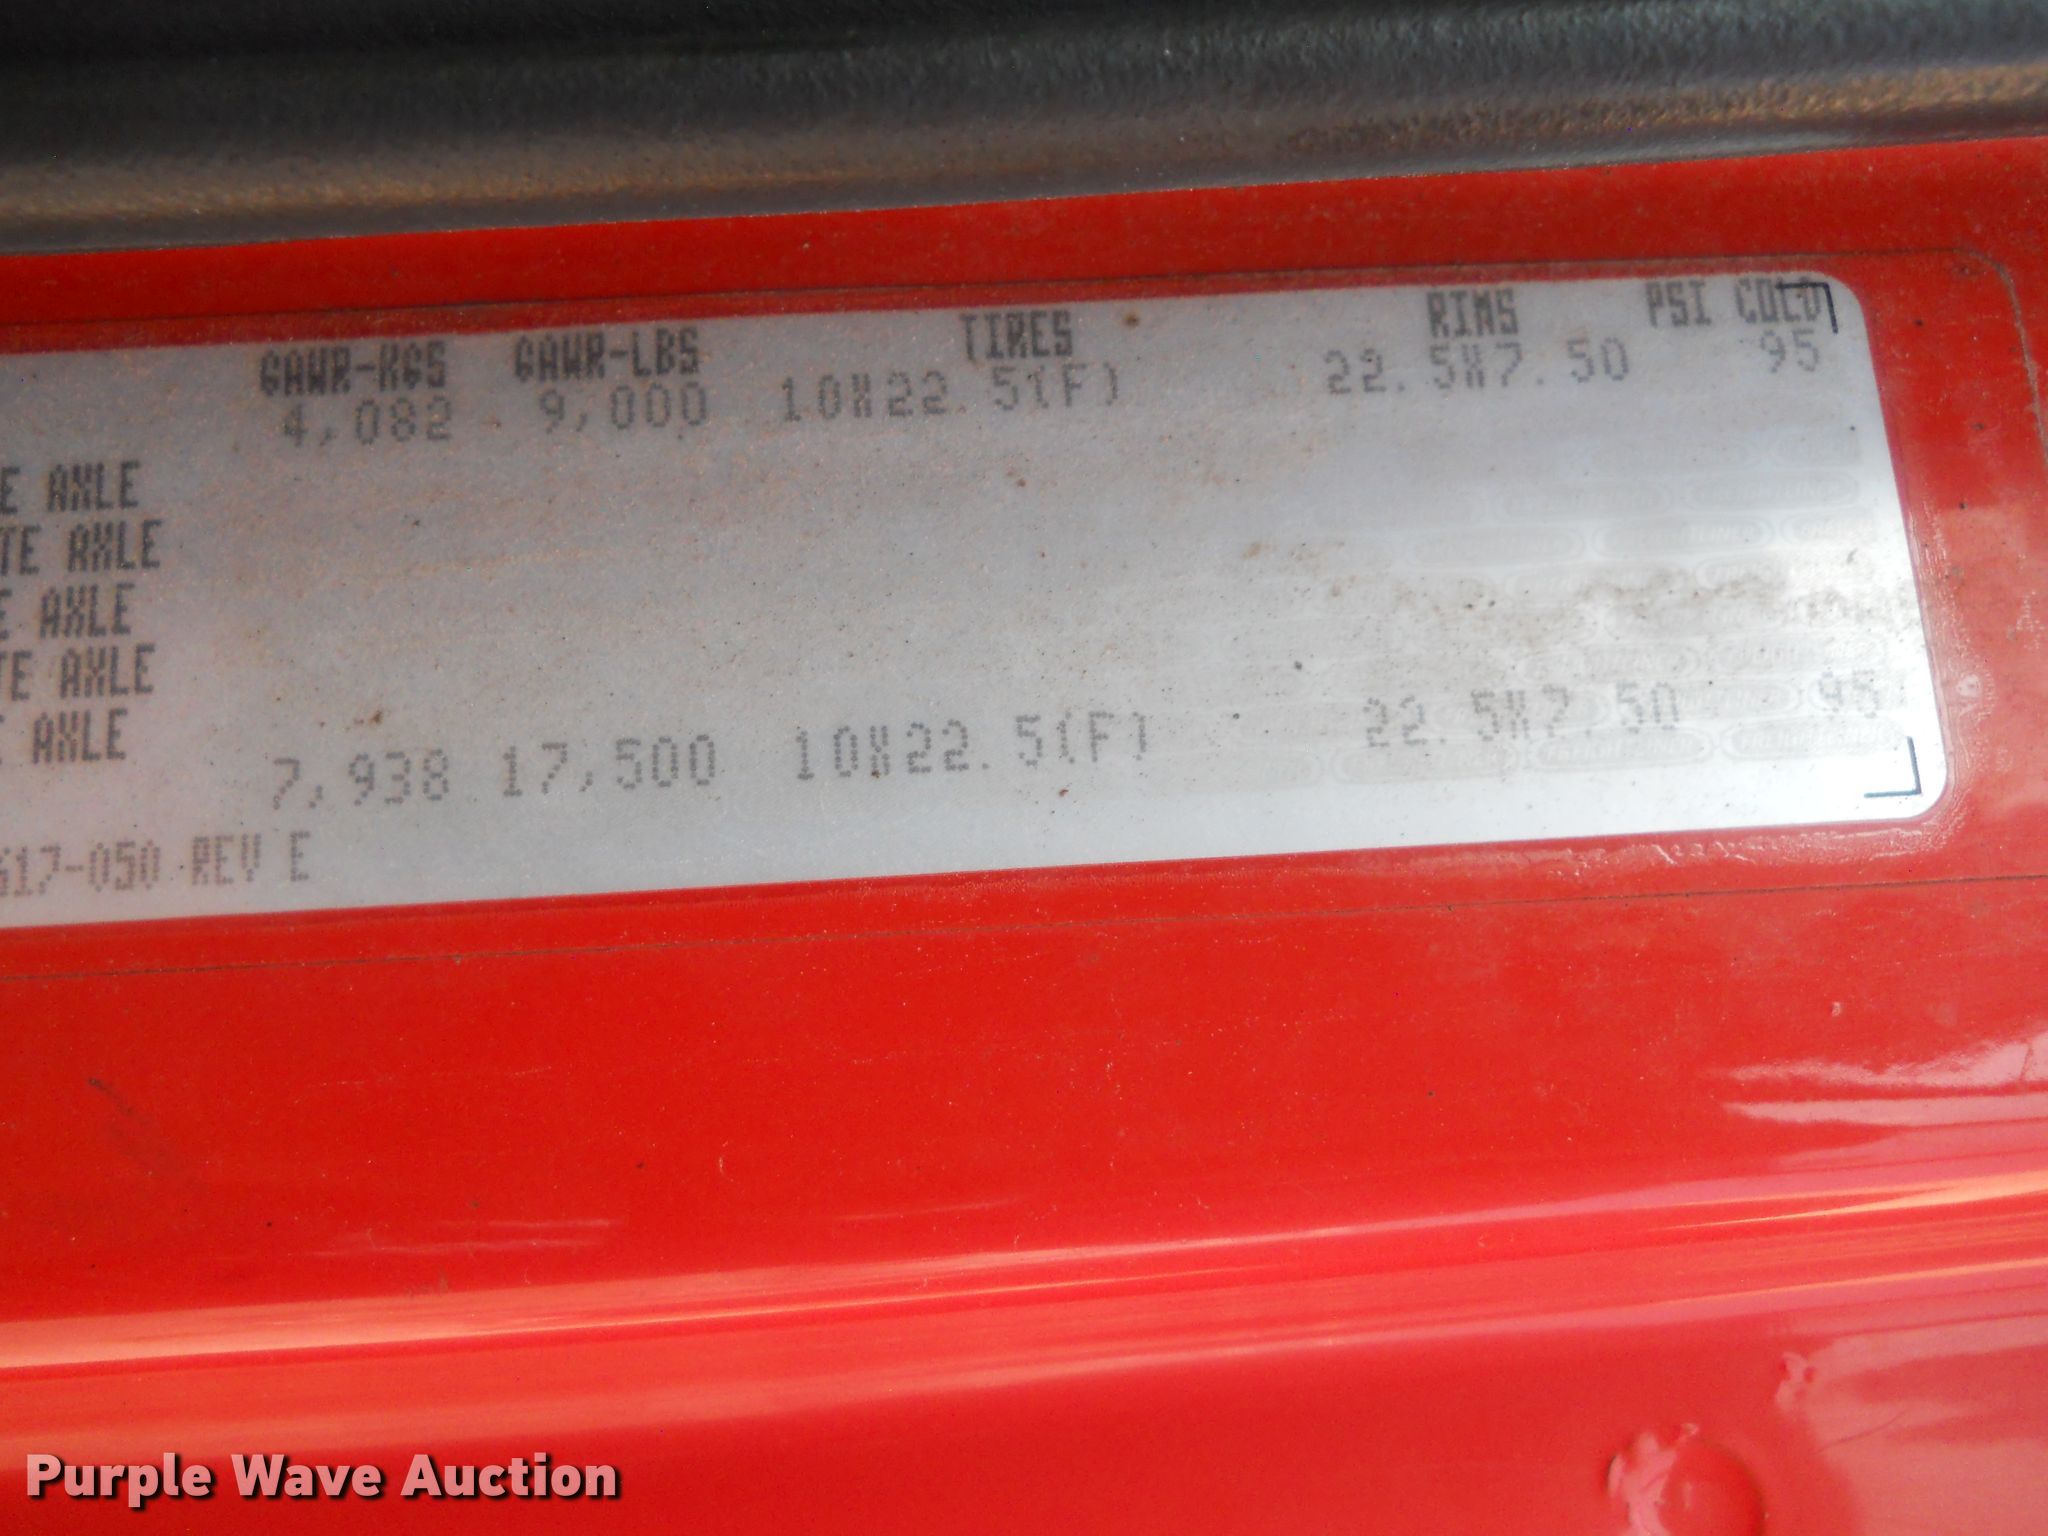 GAWR-KGS GAWR-LBS TIRES RIMS PSI COLD
4,082 9,000 10X22.5(F) 22.5X7.50 95
E AXLE
TE AXLE
E AXLE
TE AXLE
E AXLE
7,938 17,500 10X22.5(F) 22.5X7.50 95
617-050 REV E
Purple Wave Auction